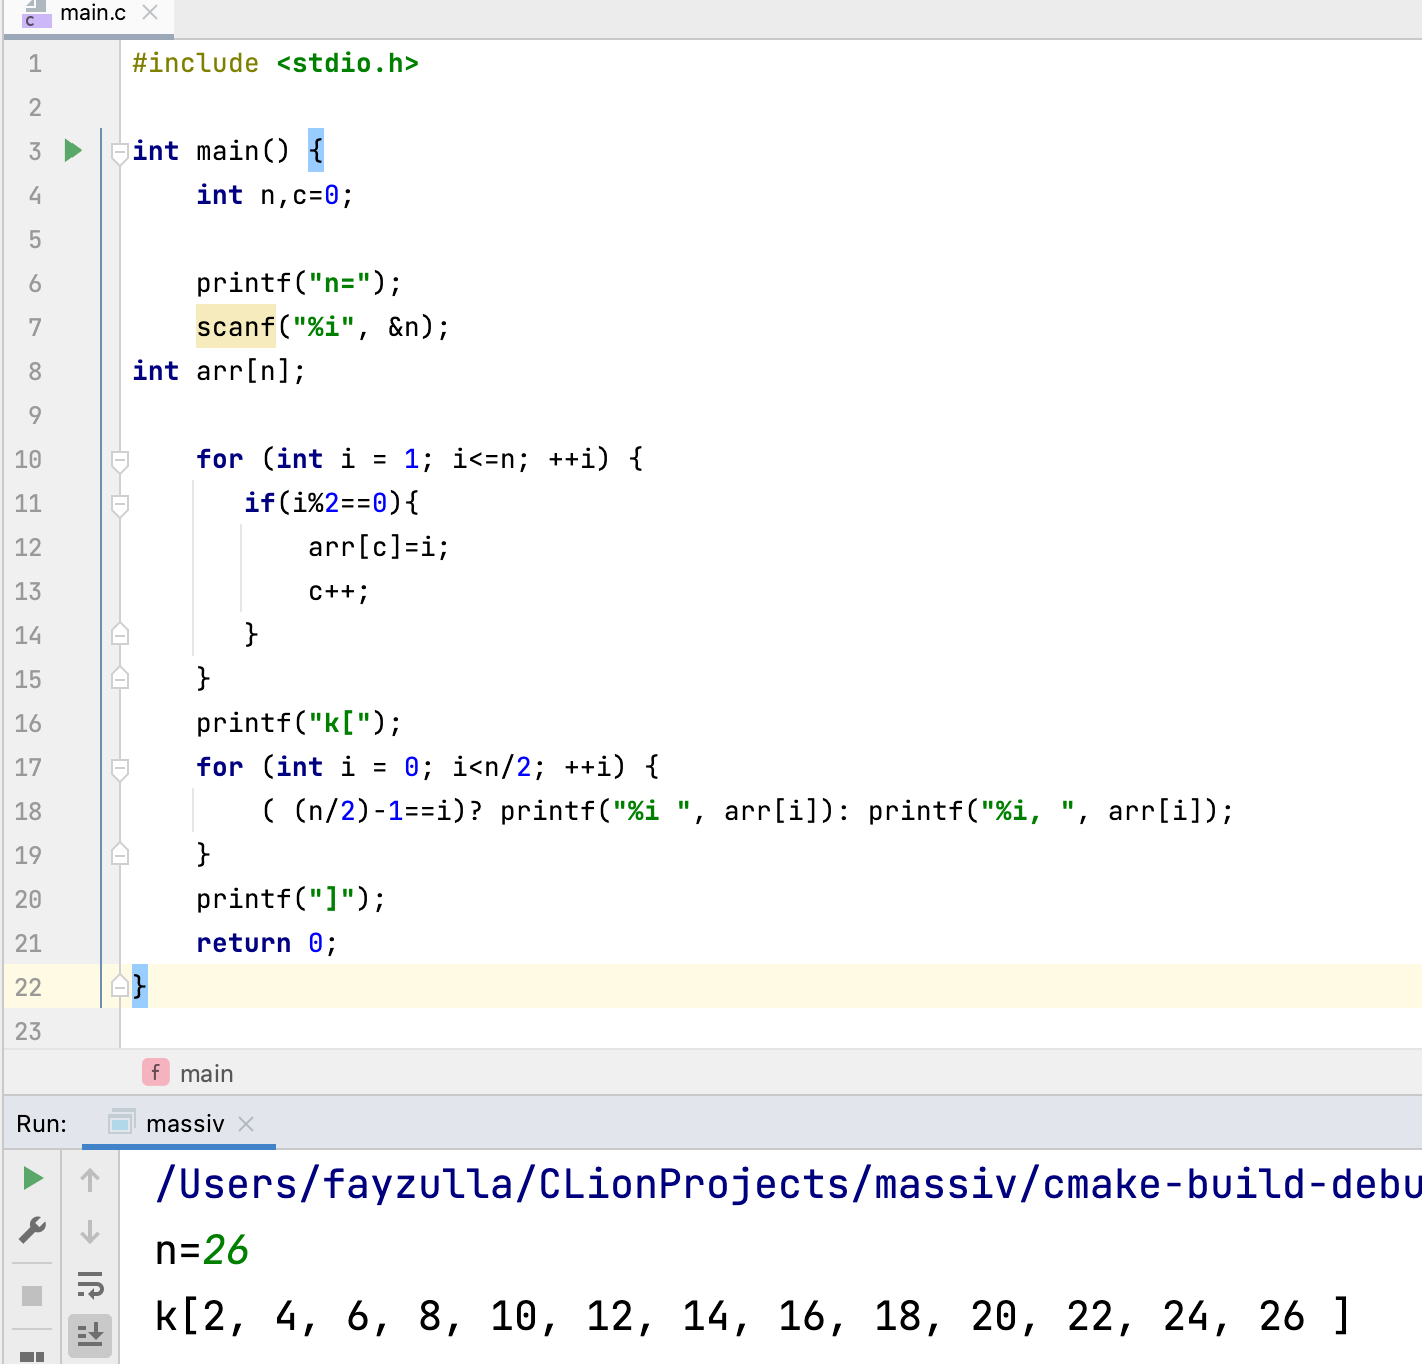 main.c
1 #include <stdio.h>
2
3 int main() {
4     int n,c=0;
5
6     printf("n=");
7     scanf("%i", &n);
8 int arr[n];
9
10     for (int i = 1; i<=n; ++i) {
11        if(i%2==0){
12            arr[c]=i;
13            c++;
14        }
15     }
16     printf("k[");
17     for (int i = 0; i<n/2; ++i) {
18         ( (n/2)-1==i)? printf("%i ", arr[i]): printf("%i, ", arr[i]);
19     }
20     printf("]");
21     return 0;
22 }
23
f main
Run: massiv
/Users/fayzulla/CLionProjects/massiv/cmake-build-debu
n=26
k[2, 4, 6, 8, 10, 12, 14, 16, 18, 20, 22, 24, 26 ]